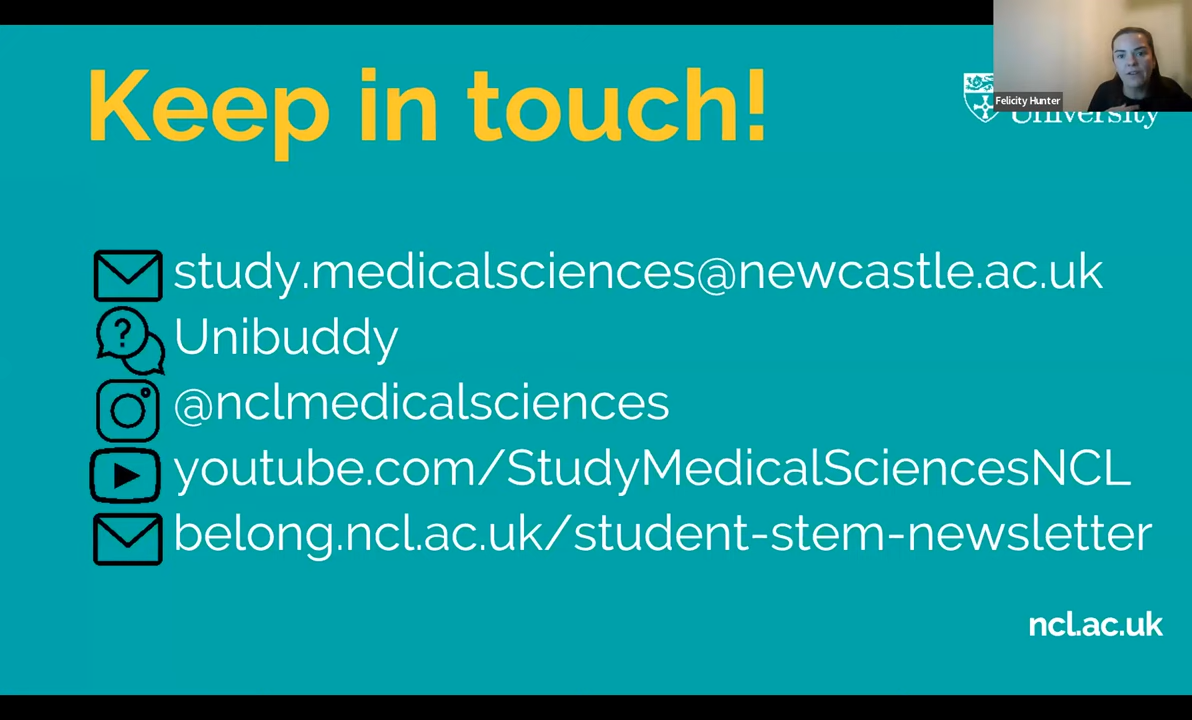 Keep in touch!
Felicity Hunter
University
study.medicalsciences@newcastle.ac.uk
?
Unibuddy
@nclmedicalsciences
youtube.com/StudyMedicalSciencesNCL
belong.ncl.ac.uk/student-stem-newsletter
ncl.ac.uk